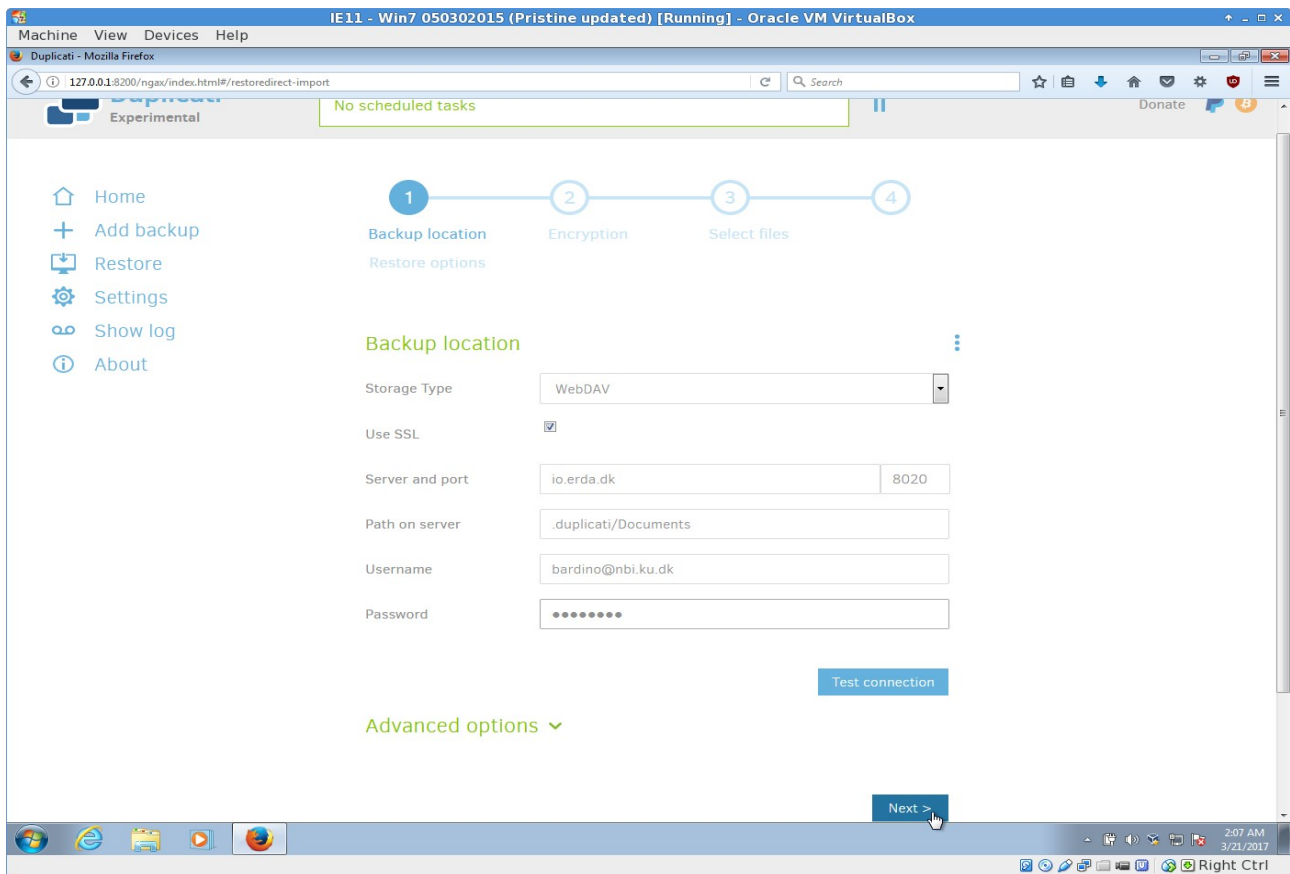 IE11 - Win7 050302015 (Pristine updated) [Running] - Oracle VM VirtualBox
Machine View Devices Help
Duplicati - Mozilla Firefox
127.0.0.1:8200/ngax/index.html#/restoredirect-import
Search
Duplicati
Experimental
No scheduled tasks
Donate
Home
Add backup
Restore
Settings
Show log
About
1 2 3 4
Backup location Encryption Select files
Restore options
Backup location
Storage Type WebDAV
Use SSL
Server and port io.erda.dk 8020
Path on server .duplicati/Documents
Username bardino@nbi.ku.dk
Password ••••••••
Test connection
Advanced options
Next >
2:07 AM
3/21/2017
Right Ctrl